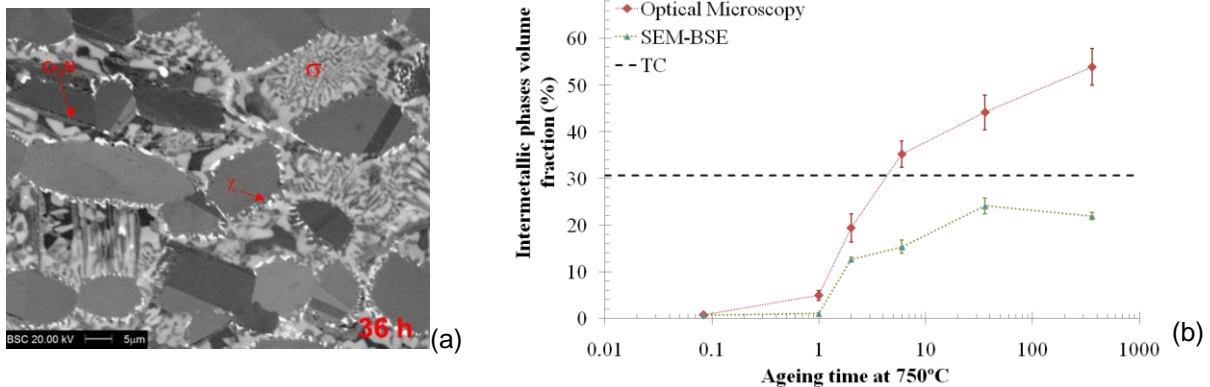 Cr₂N
σ
χ
BSC 20.00 kV
5μm
36 h
(a)
Intermetallic phases volume
fraction (%)
60
50
40
30
20
10
0
Optical Microscopy
SEM-BSE
TC
0.01
0.1
1
10
100
1000
Ageing time at 750ºC
(b)